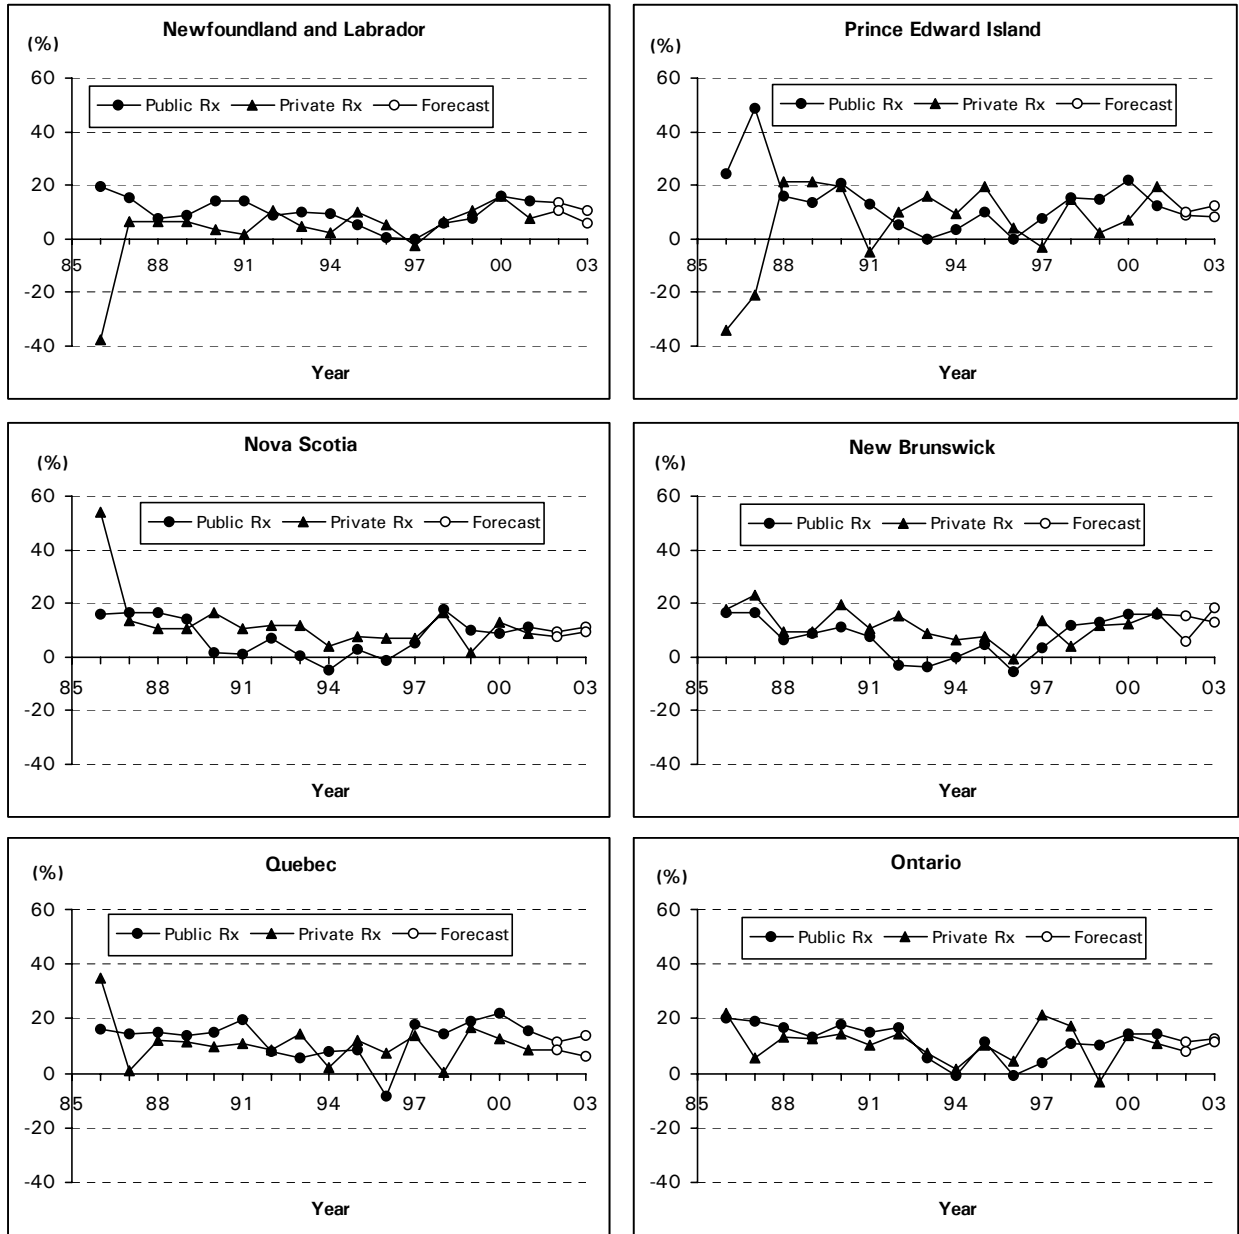 Newfoundland and Labrador
(%)
60
Public Rx Private Rx Forecast
40
20
0
85 88 91 94 97 00 03
-20
-40
Year
Prince Edward Island
(%)
60
Public Rx Private Rx Forecast
40
20
0
85 88 91 94 97 00 03
-20
-40
Year
Nova Scotia
(%)
60
Public Rx Private Rx Forecast
40
20
0
85 88 91 94 97 00 03
-20
-40
Year
New Brunswick
(%)
60
Public Rx Private Rx Forecast
40
20
0
85 88 91 94 97 00 03
-20
-40
Year
Quebec
(%)
60
Public Rx Private Rx Forecast
40
20
0
85 88 91 94 97 00 03
-20
-40
Year
Ontario
(%)
60
Public Rx Private Rx Forecast
40
20
0
85 88 91 94 97 00 03
-20
-40
Year